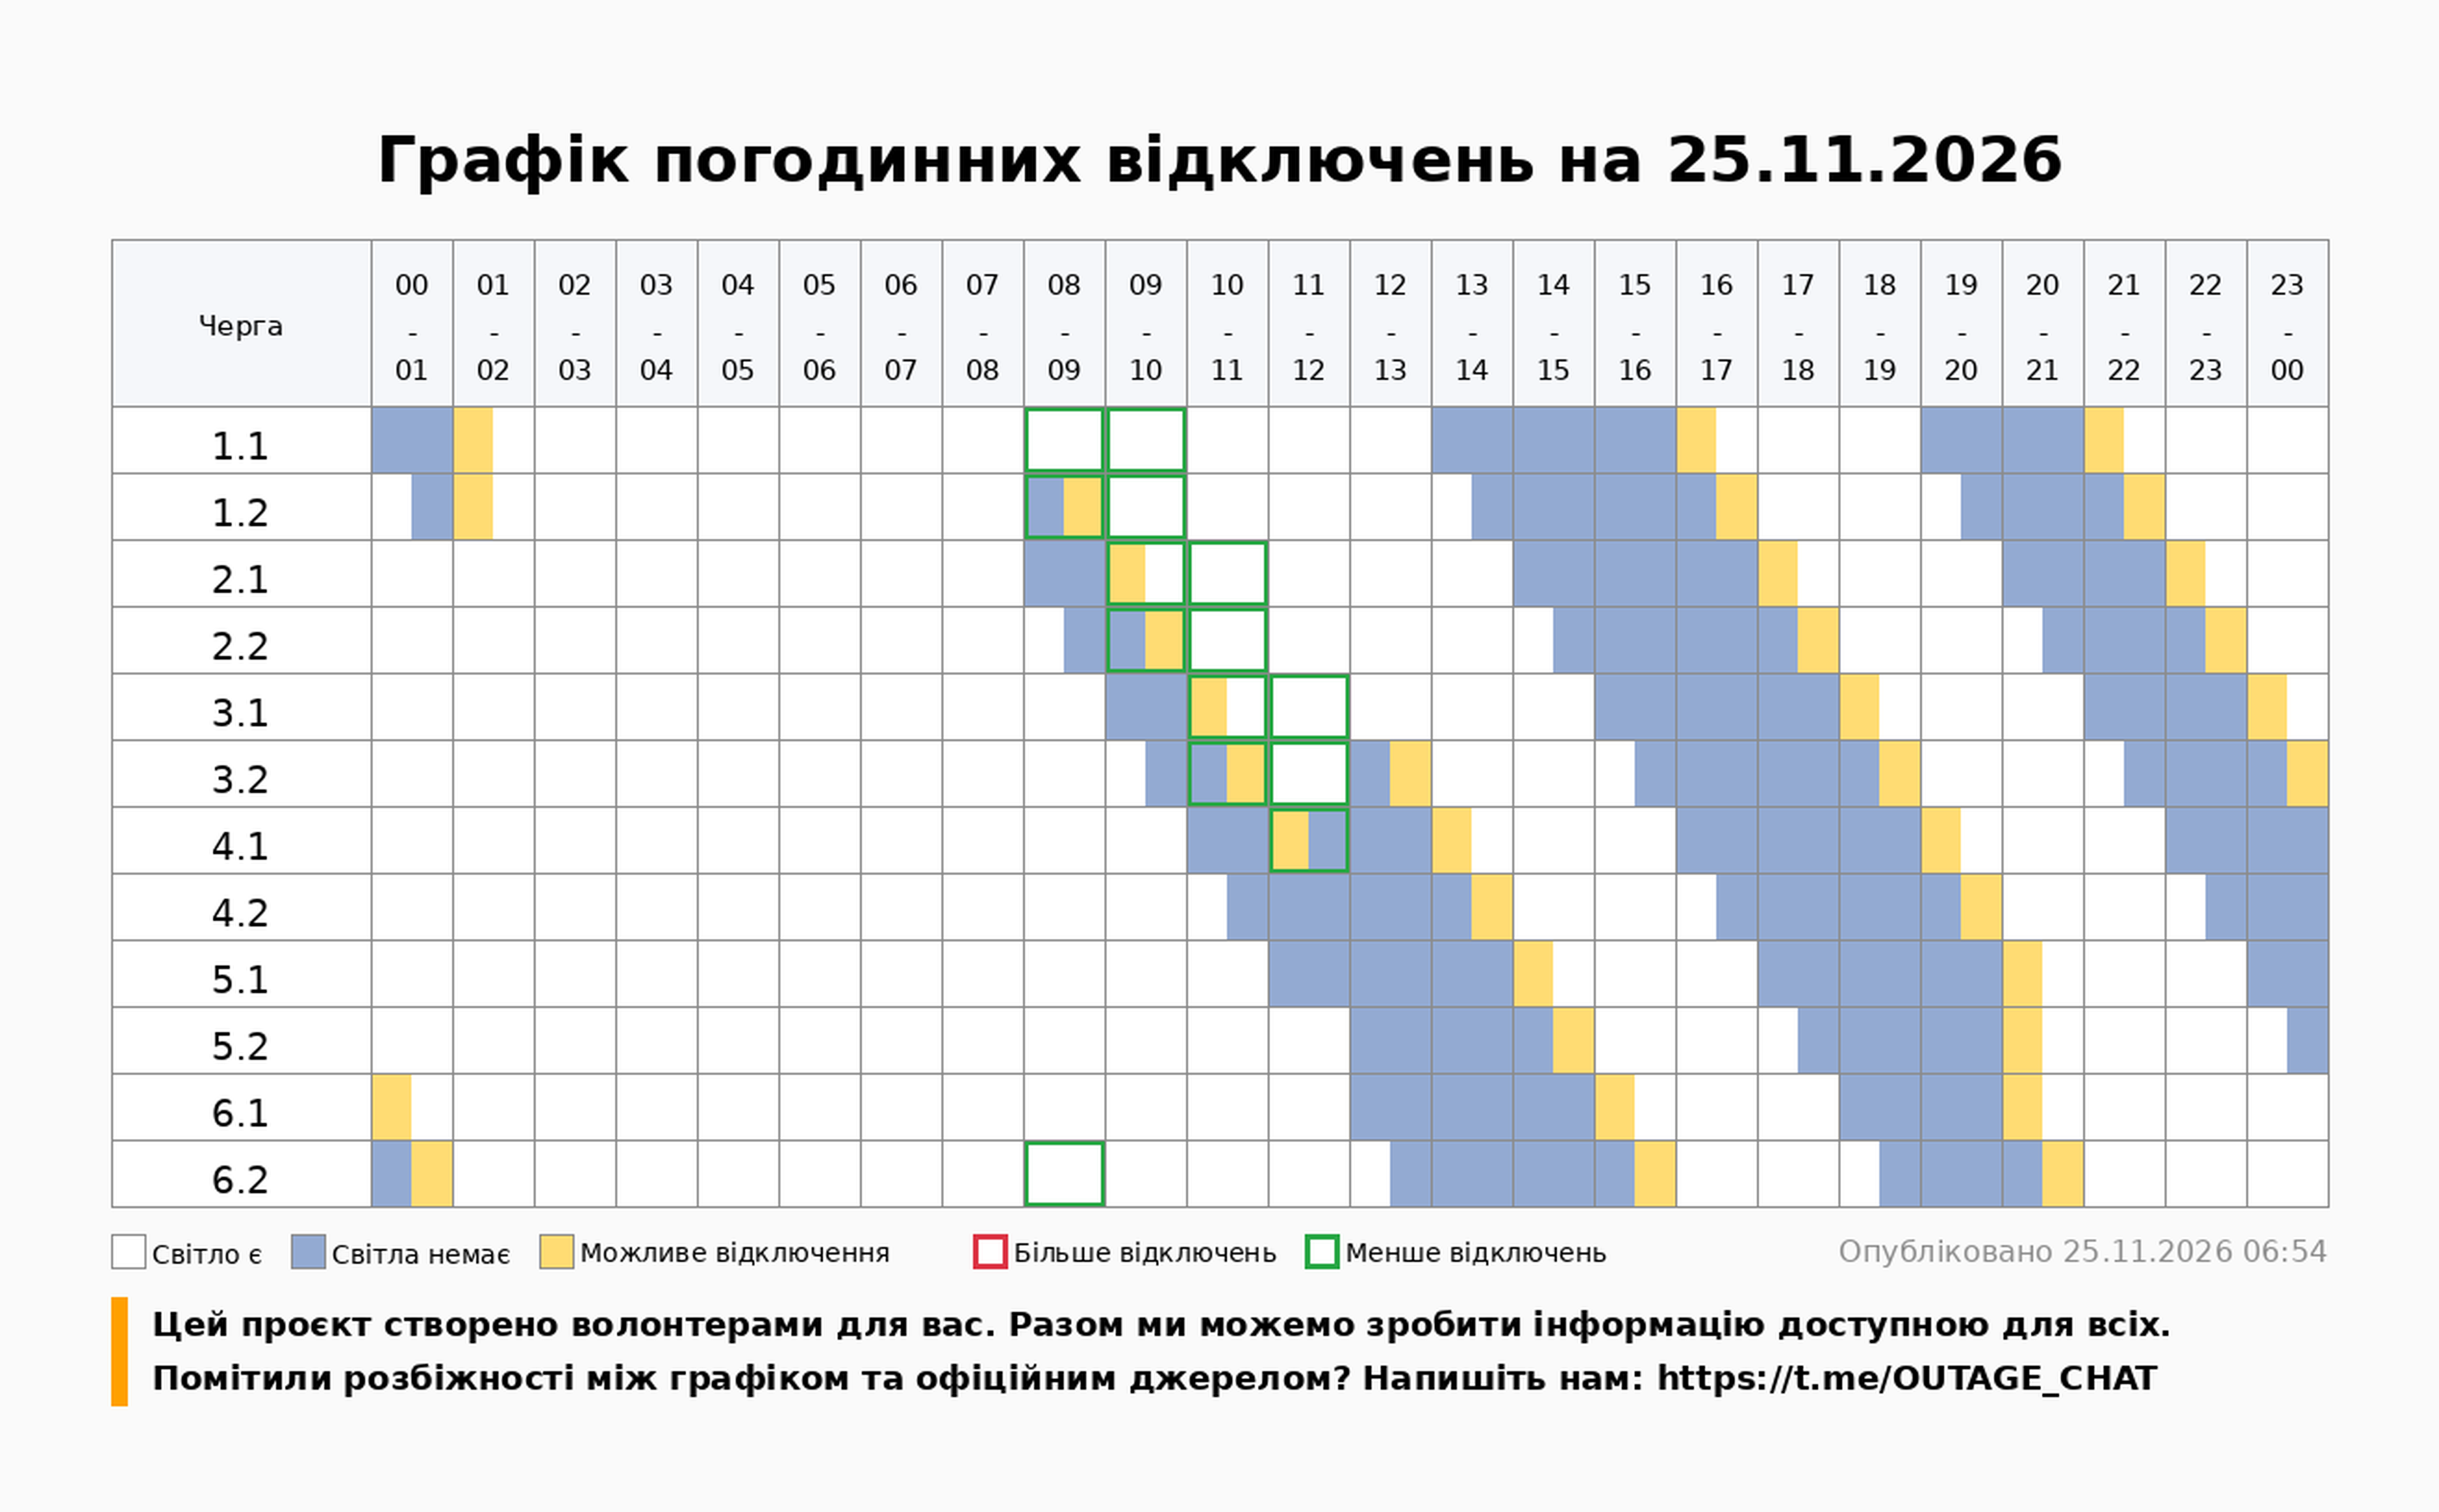 Графік погодинних відключень на 25.11.2026
Черга
00 - 01
01 - 02
02 - 03
03 - 04
04 - 05
05 - 06
06 - 07
07 - 08
08 - 09
09 - 10
10 - 11
11 - 12
12 - 13
13 - 14
14 - 15
15 - 16
16 - 17
17 - 18
18 - 19
19 - 20
20 - 21
21 - 22
22 - 23
23 - 00
1.1
1.2
2.1
2.2
3.1
3.2
4.1
4.2
5.1
5.2
6.1
6.2
Світло є Світла немає Можливе відключення Більше відключень Менше відключень Опубліковано 25.11.2026 06:54
Цей проєкт створено волонтерами для вас. Разом ми можемо зробити інформацію доступною для всіх.
Помітили розбіжності між графіком та офіційним джерелом? Напишіть нам: https://t.me/OUTAGE_CHAT